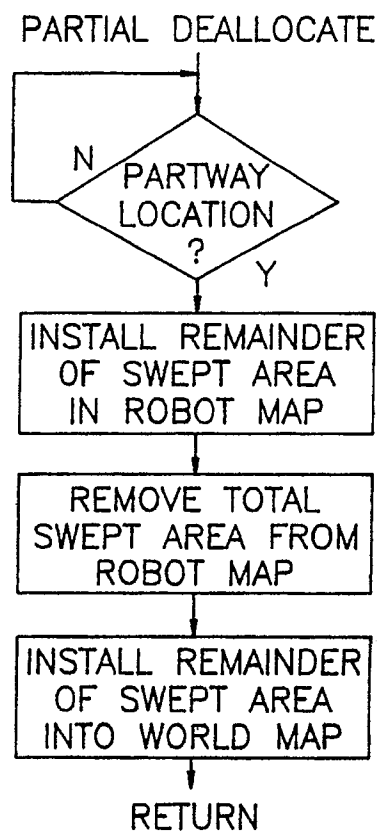 PARTIAL DEALLOCATE
N
PARTWAY
LOCATION
?
Y
INSTALL REMAINDER
OF SWEPT AREA
IN ROBOT MAP
REMOVE TOTAL
SWEPT AREA FROM
ROBOT MAP
INSTALL REMAINDER
OF SWEPT AREA
INTO WORLD MAP
RETURN